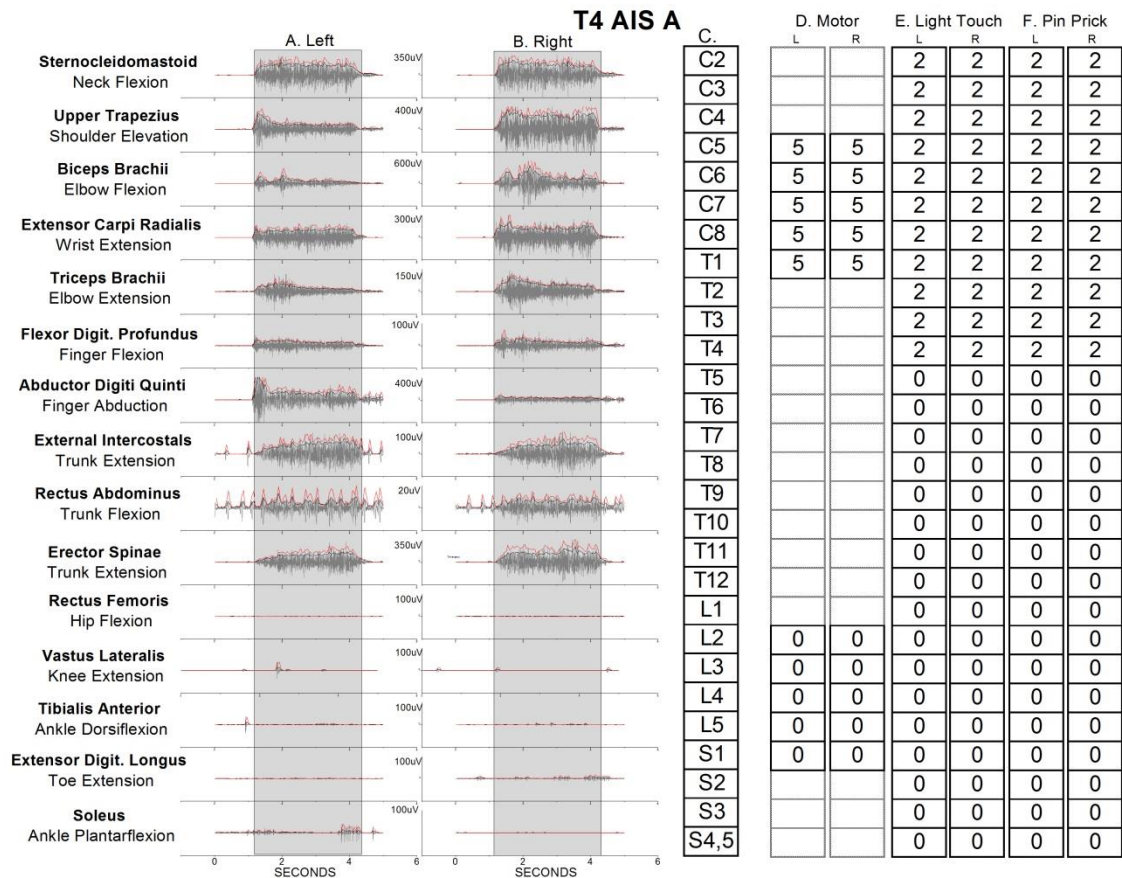 T4 AIS A
A. Left
B. Right
Sternocleidomastoid
Neck Flexion
350uV
Upper Trapezius
Shoulder Elevation
400uV
Biceps Brachii
Elbow Flexion
600uV
Extensor Carpi Radialis
Wrist Extension
300uV
Triceps Brachii
Elbow Extension
150uV
Flexor Digit. Profundus
Finger Flexion
100uV
Abductor Digiti Quinti
Finger Abduction
400uV
External Intercostals
Trunk Extension
100uV
Rectus Abdominus
Trunk Flexion
20uV
Erector Spinae
Trunk Extension
350uV
Rectus Femoris
Hip Flexion
100uV
Vastus Lateralis
Knee Extension
100uV
Tibialis Anterior
Ankle Dorsiflexion
100uV
Extensor Digit. Longus
Toe Extension
100uV
Soleus
Ankle Plantarflexion
100uV
0 2 4 6 0 2 4 6
SECONDS SECONDS
C. D. Motor E. Light Touch F. Pin Prick
L R L R L R
C2 2 2 2 2
C3 2 2 2 2
C4 2 2 2 2
C5 5 5 2 2 2 2
C6 5 5 2 2 2 2
C7 5 5 2 2 2 2
C8 5 5 2 2 2 2
T1 5 5 2 2 2 2
T2 2 2 2 2
T3 2 2 2 2
T4 2 2 2 2
T5 0 0 0 0
T6 0 0 0 0
T7 0 0 0 0
T8 0 0 0 0
T9 0 0 0 0
T10 0 0 0 0
T11 0 0 0 0
T12 0 0 0 0
L1 0 0 0 0
L2 0 0 0 0 0 0
L3 0 0 0 0 0 0
L4 0 0 0 0 0 0
L5 0 0 0 0 0 0
S1 0 0 0 0 0 0
S2 0 0 0 0
S3 0 0 0 0
S4,5 0 0 0 0